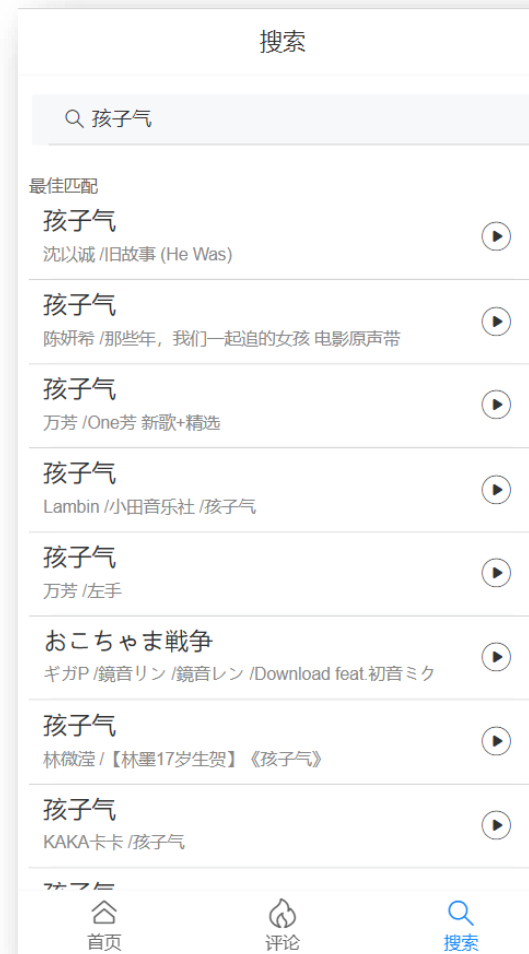 搜索
孩子气
最佳匹配
孩子气
沈以诚 /旧故事 (He Was)
孩子气
陈妍希 /那些年，我们一起追的女孩 电影原声带
孩子气
万芳 /One芳 新歌+精选
孩子气
Lambin /小田音乐社 /孩子气
孩子气
万芳 /左手
おこちゃま戦争
ギガP /鏡音リン /鏡音レン /Download feat.初音ミク
孩子气
林微滢 /【林墨17岁生贺】《孩子气》
孩子气
KAKA卡卡 /孩子气
孩子气
首页
评论
搜索